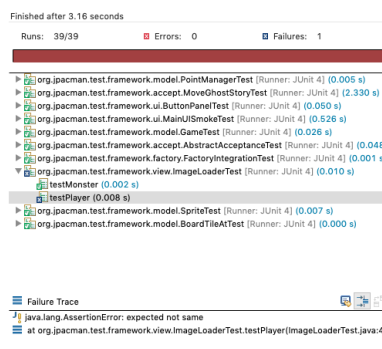 Finished after 3.16 seconds
Runs: 39/39 Errors: 0 Failures: 1
org.jpacman.test.framework.model.PointManagerTest [Runner: JUnit 4] (0.005 s)
org.jpacman.test.framework.accept.MoveGhostStoryTest [Runner: JUnit 4] (2.330 s)
org.jpacman.test.framework.ui.ButtonPanelTest [Runner: JUnit 4] (0.050 s)
org.jpacman.test.framework.ui.MainUISmokeTest [Runner: JUnit 4] (0.526 s)
org.jpacman.test.framework.model.GameTest [Runner: JUnit 4] (0.026 s)
org.jpacman.test.framework.accept.AbstractAcceptanceTest [Runner: JUnit 4] (0.048
org.jpacman.test.framework.factory.FactoryIntegrationTest [Runner: JUnit 4] (0.001 s
org.jpacman.test.framework.view.ImageLoaderTest [Runner: JUnit 4] (0.010 s)
testMonster (0.002 s)
testPlayer (0.008 s)
org.jpacman.test.framework.model.SpriteTest [Runner: JUnit 4] (0.007 s)
org.jpacman.test.framework.model.BoardTileAtTest [Runner: JUnit 4] (0.000 s)
Failure Trace
java.lang.AssertionError: expected not same
at org.jpacman.test.framework.view.ImageLoaderTest.testPlayer(ImageLoaderTest.java:4